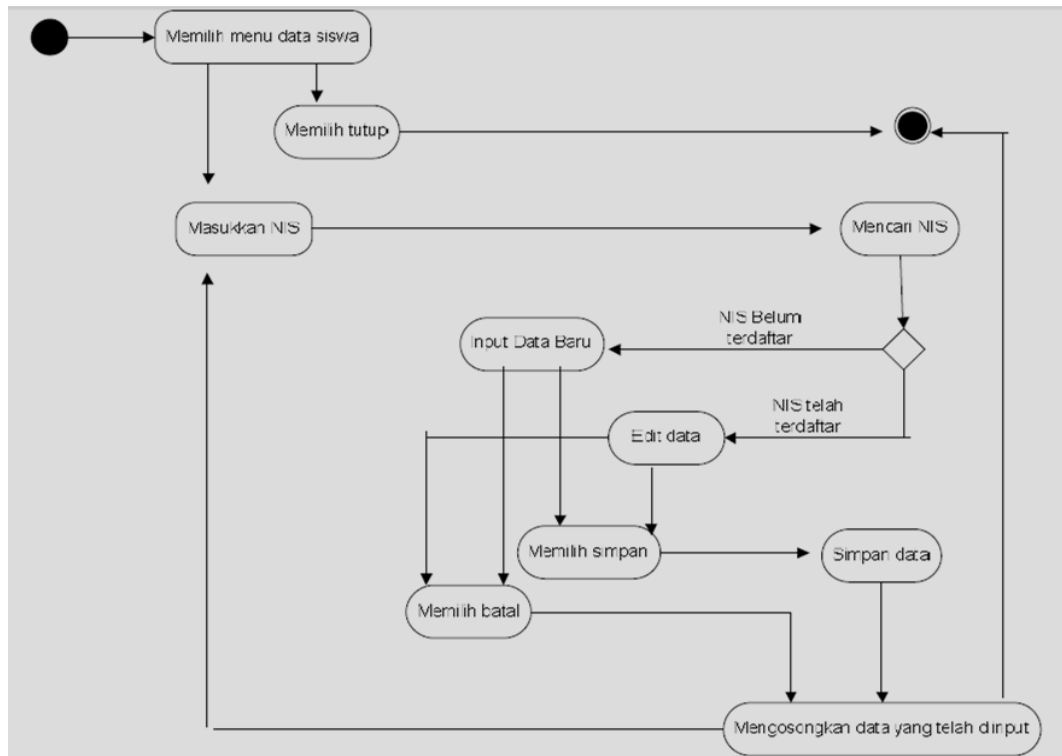 Memilih menu data siswa
Memilih tutup
Masukkan NIS
Mencari NIS
NIS Belum
terdaftar
Input Data Baru
NIS telah
terdaftar
Edit data
Memilih simpan
Simpan data
Memilih batal
Mengosongkan data yang telah diinput